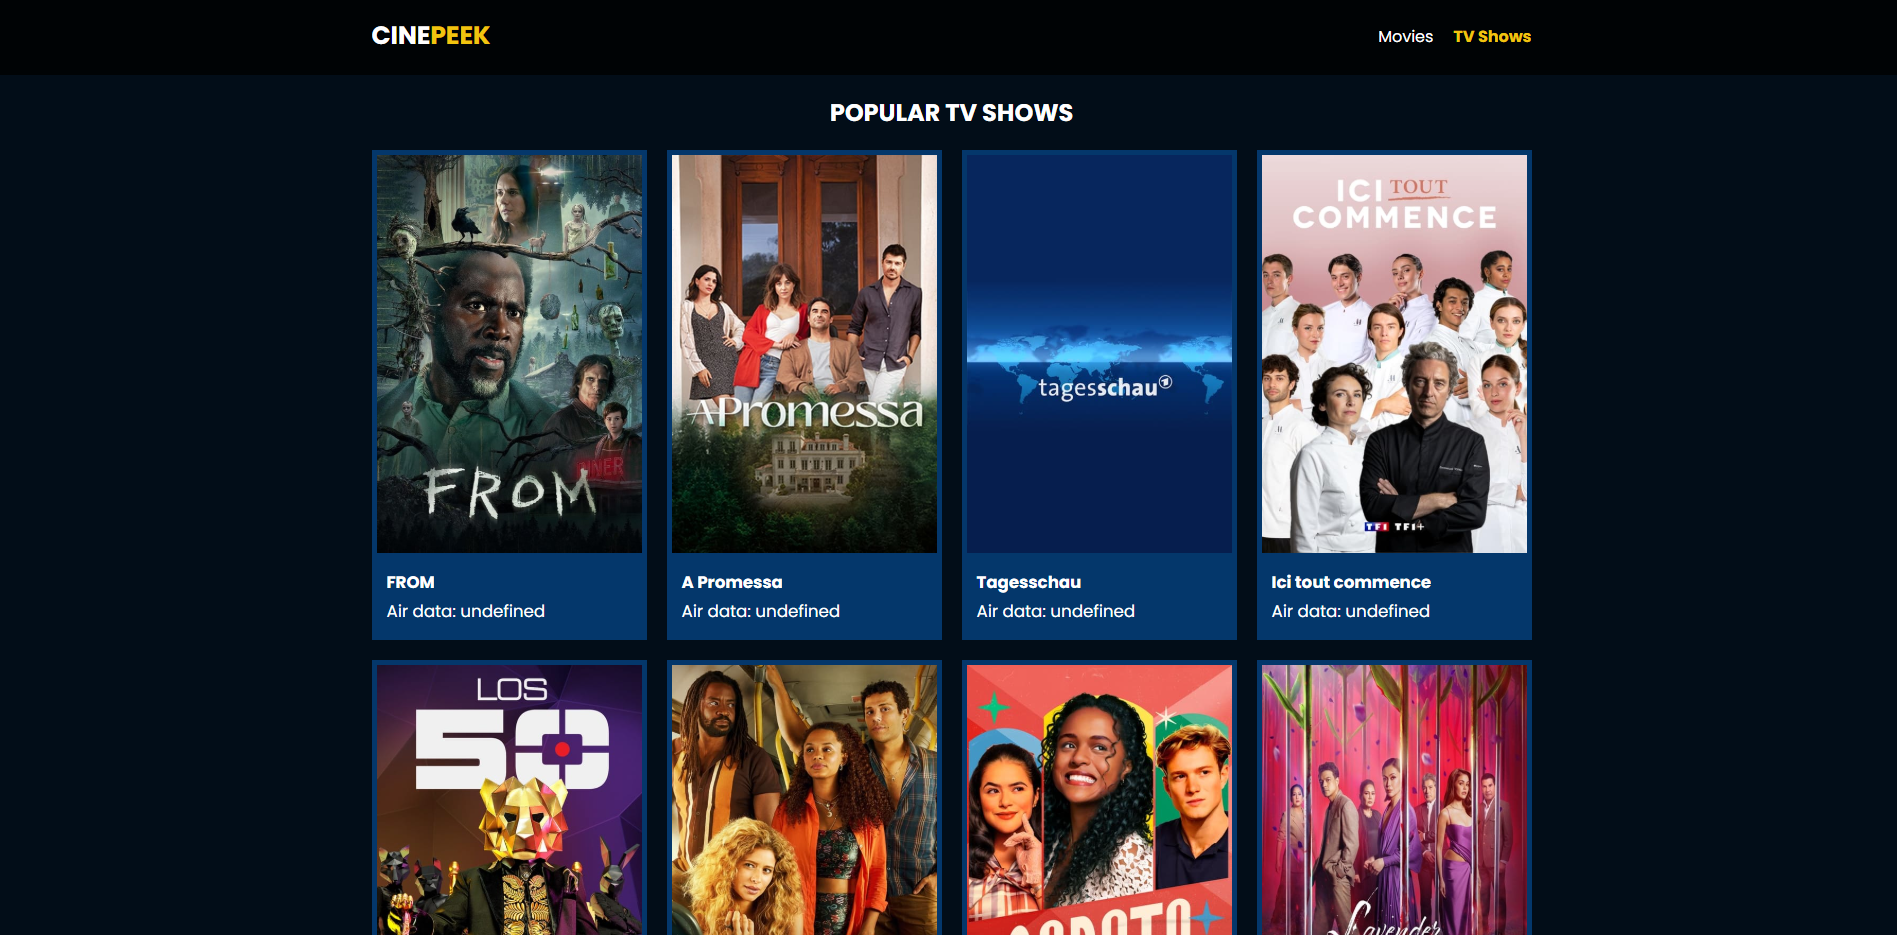 CINEPEEK
Movies TV Shows
POPULAR TV SHOWS
DINER
FROM
A Promessa
tagesschau
ICI TOUT
COMMENCE
TF1 TF1+
FROM
Air data: undefined
A Promessa
Air data: undefined
Tagesschau
Air data: undefined
Ici tout commence
Air data: undefined
LOS
50
Lavender